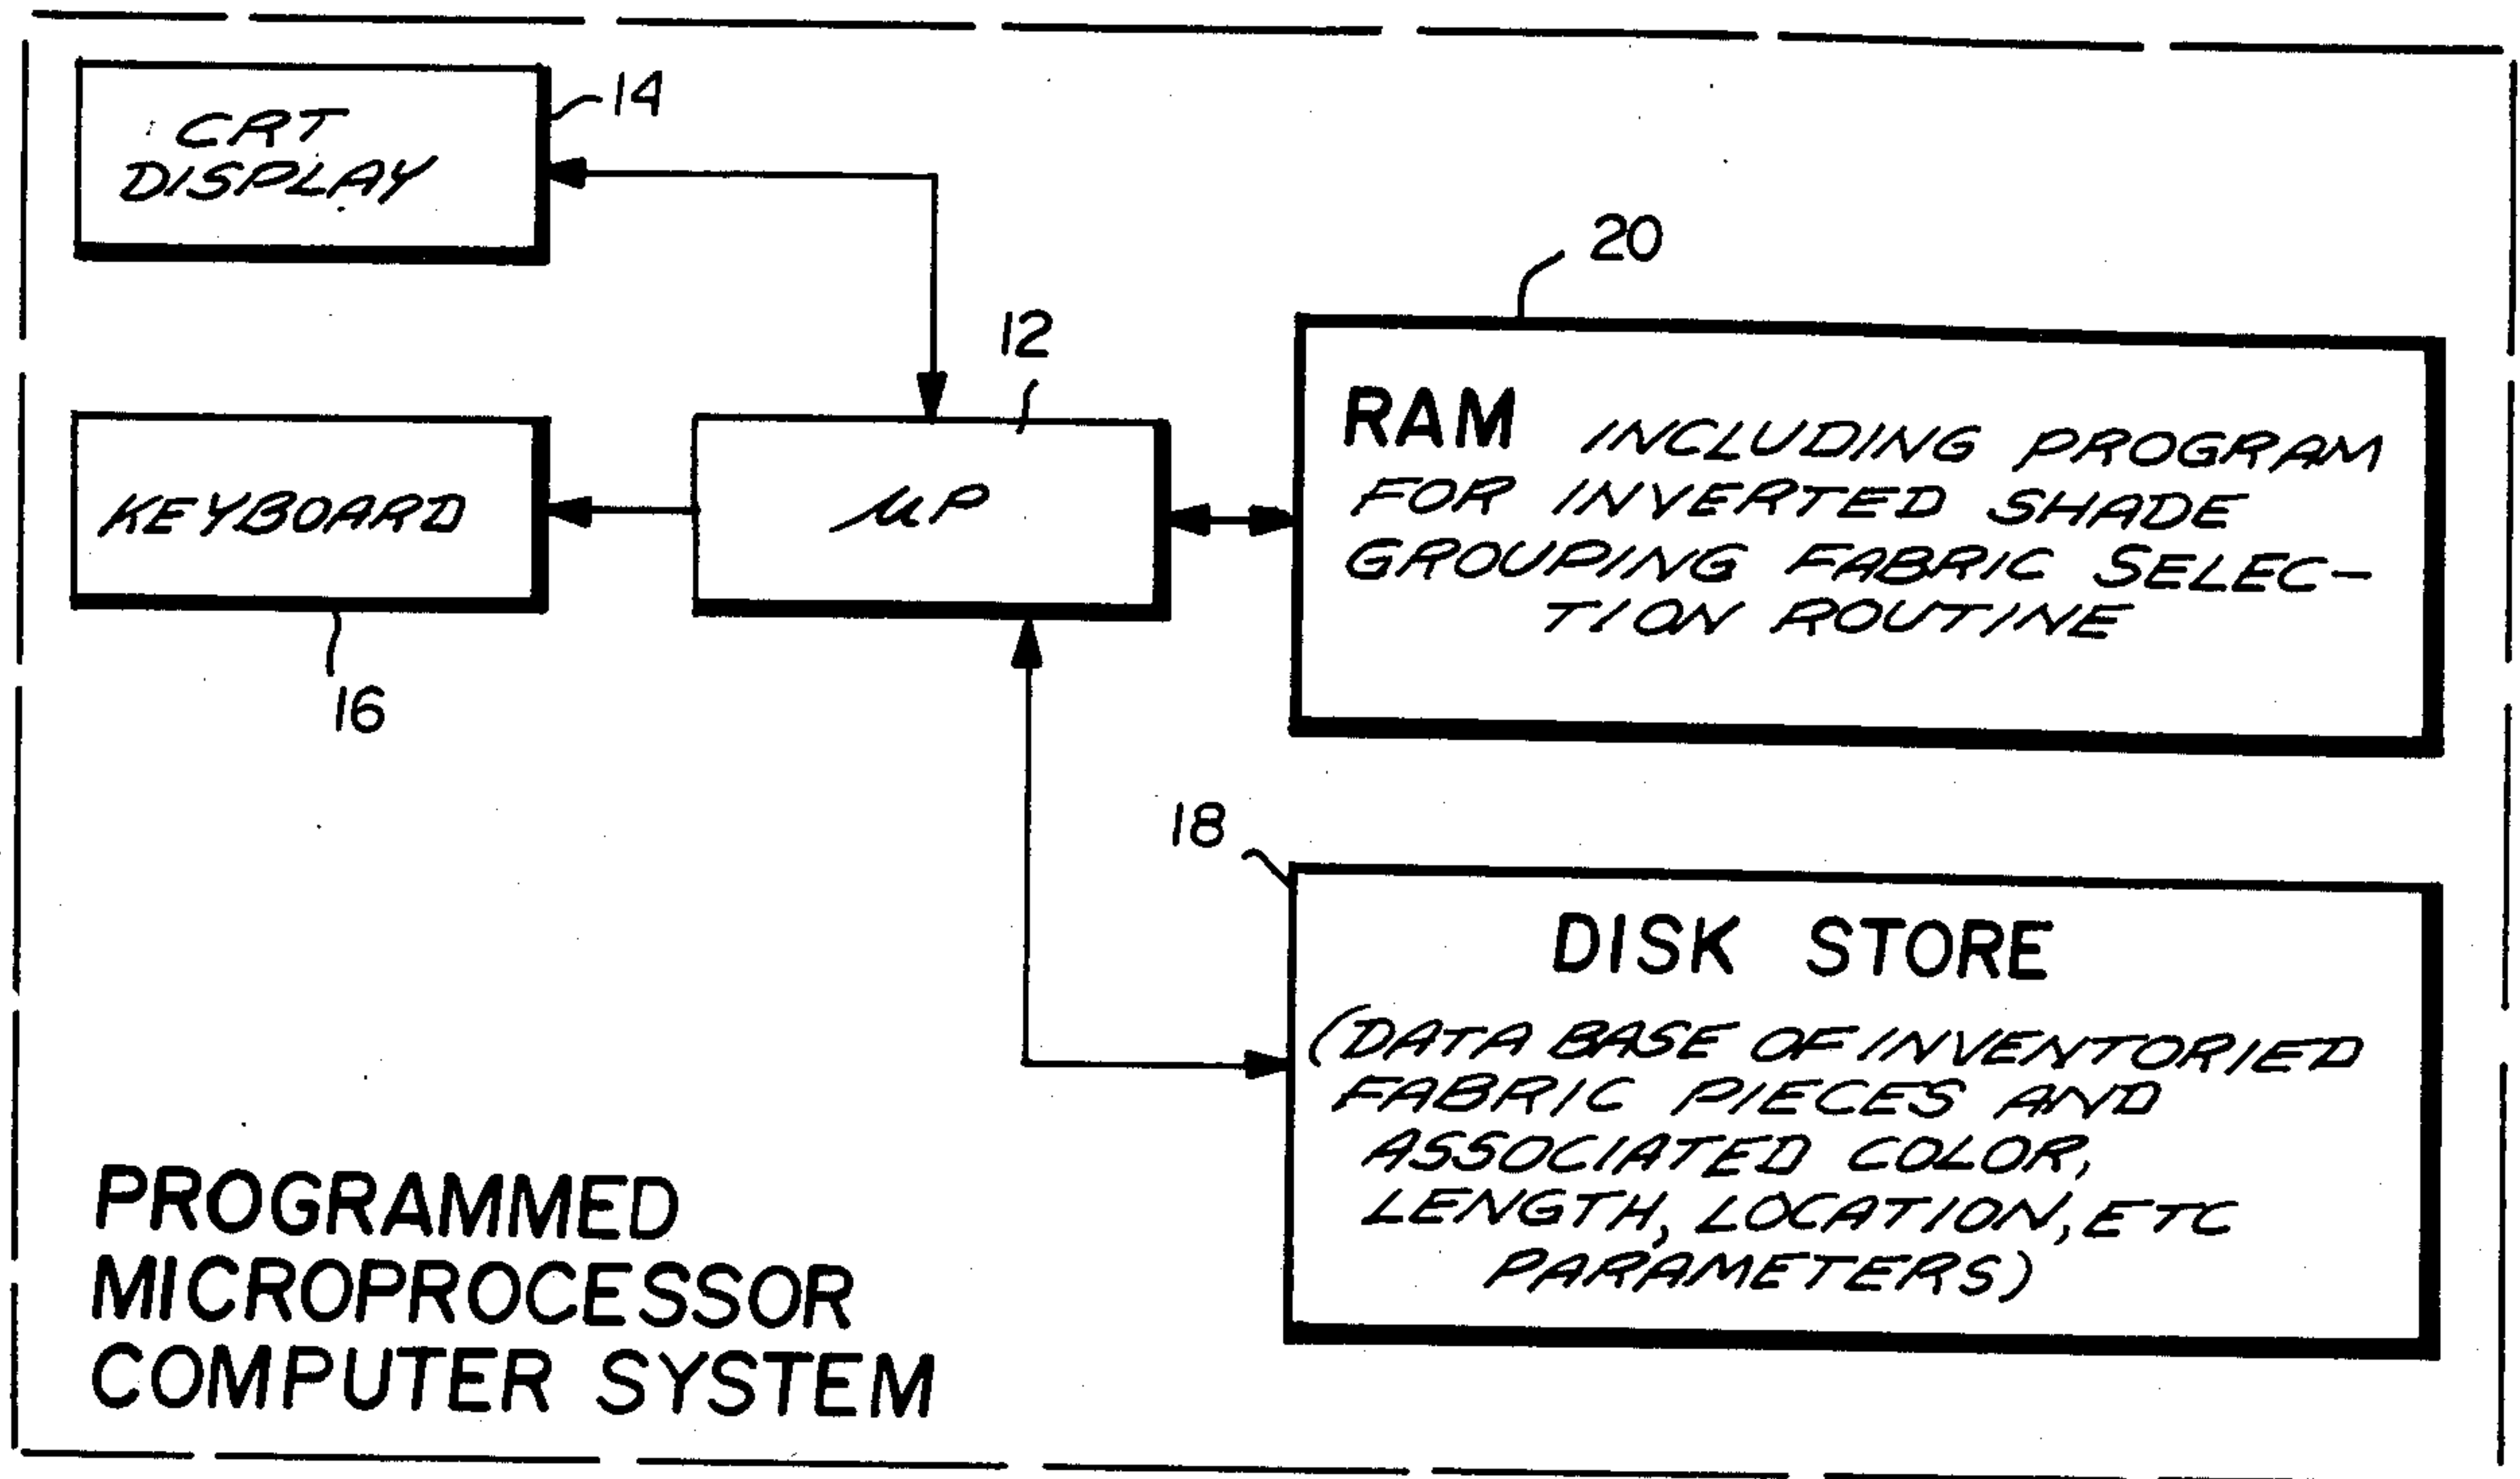 CRT
DISPLAY
14
20
12
RAM INCLUDING PROGRAM
FOR INVERTED SHADE
GROUPING FABRIC SELEC-
TION ROUTINE
KEYBOARD
μP
16
18
DISK STORE
(DATA BASE OF INVENTORIED
FABRIC PIECES AND
ASSOCIATED COLOR,
LENGTH, LOCATION, ETC
PARAMETERS)
PROGRAMMED
MICROPROCESSOR
COMPUTER SYSTEM